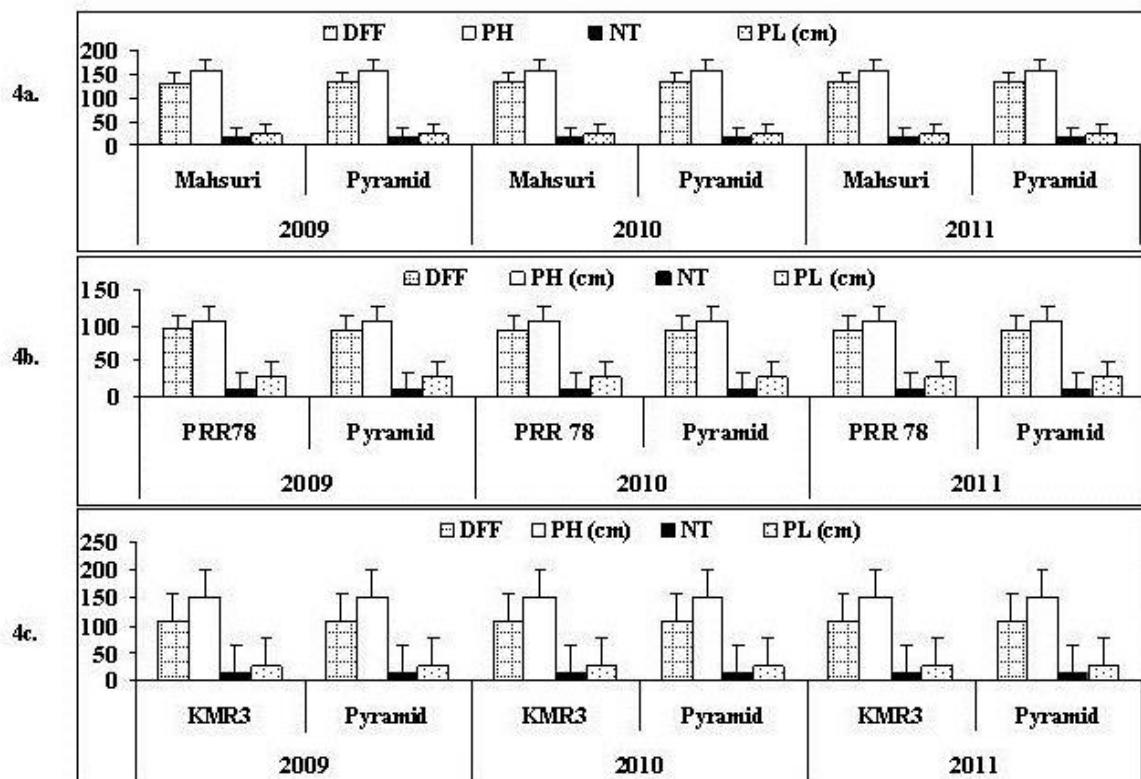 4a.
DFF PH NT PL (cm)
200
150
100
50
0
Mahsuri Pyramid Mahsuri Pyramid Mahsuri Pyramid
2009 2010 2011
4b.
DFF PH (cm) NT PL (cm)
150
100
50
0
PRR78 Pyramid PRR 78 Pyramid PRR 78 Pyramid
2009 2010 2011
4c.
DFF PH (cm) NT PL (cm)
250
200
150
100
50
0
KMR3 Pyramid KMR3 Pyramid KMR3 Pyramid
2009 2010 2011